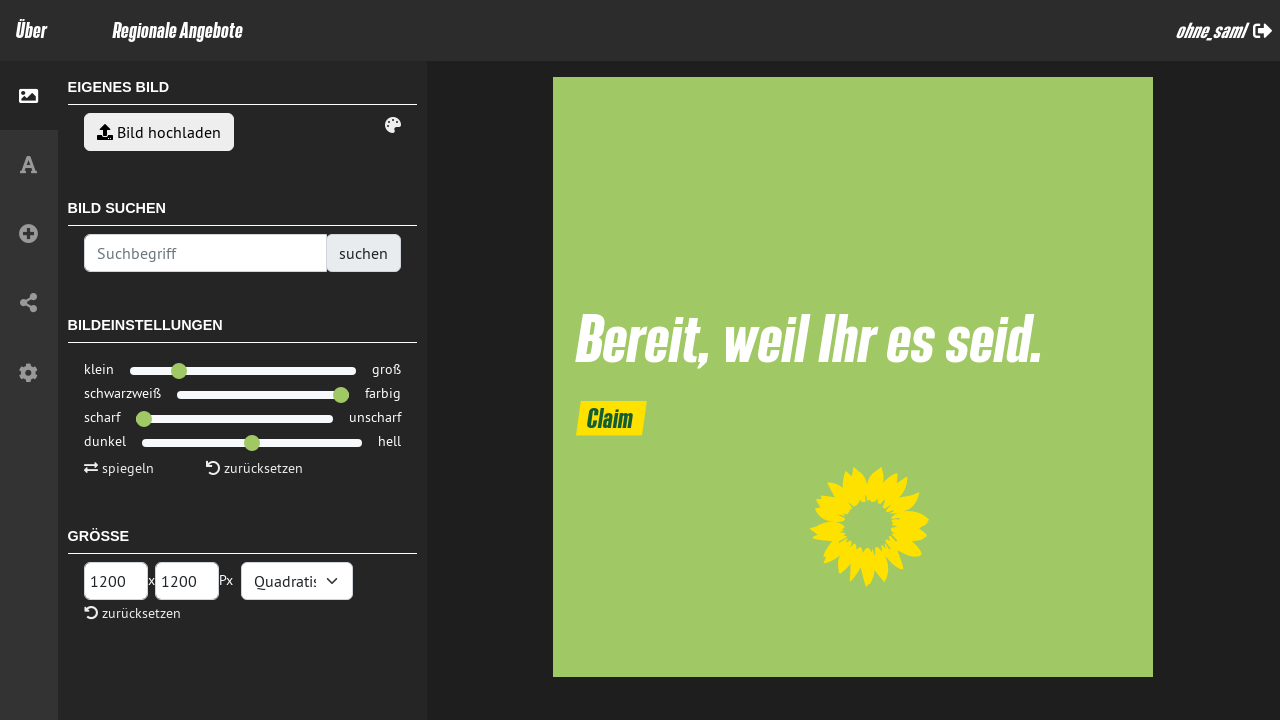 Über
Regionale Angebote
ohne_saml
EIGENES BILD
Bild hochladen
BILD SUCHEN
Suchbegriff
suchen
BILDEINSTELLUNGEN
klein groß
schwarzweiß farbig
scharf unscharf
dunkel hell
spiegeln zurücksetzen
GRÖSSE
1200 x 1200 Px Quadratis
zurücksetzen
Bereit, weil Ihr es seid.
Claim